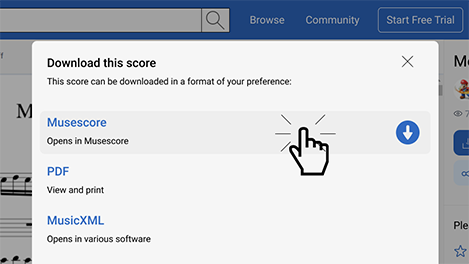 Browse
Community
Start Free Trial
Download this score
This score can be downloaded in a format of your preference:
Musescore
Opens in Musescore
PDF
View and print
MusicXML
Opens in various software